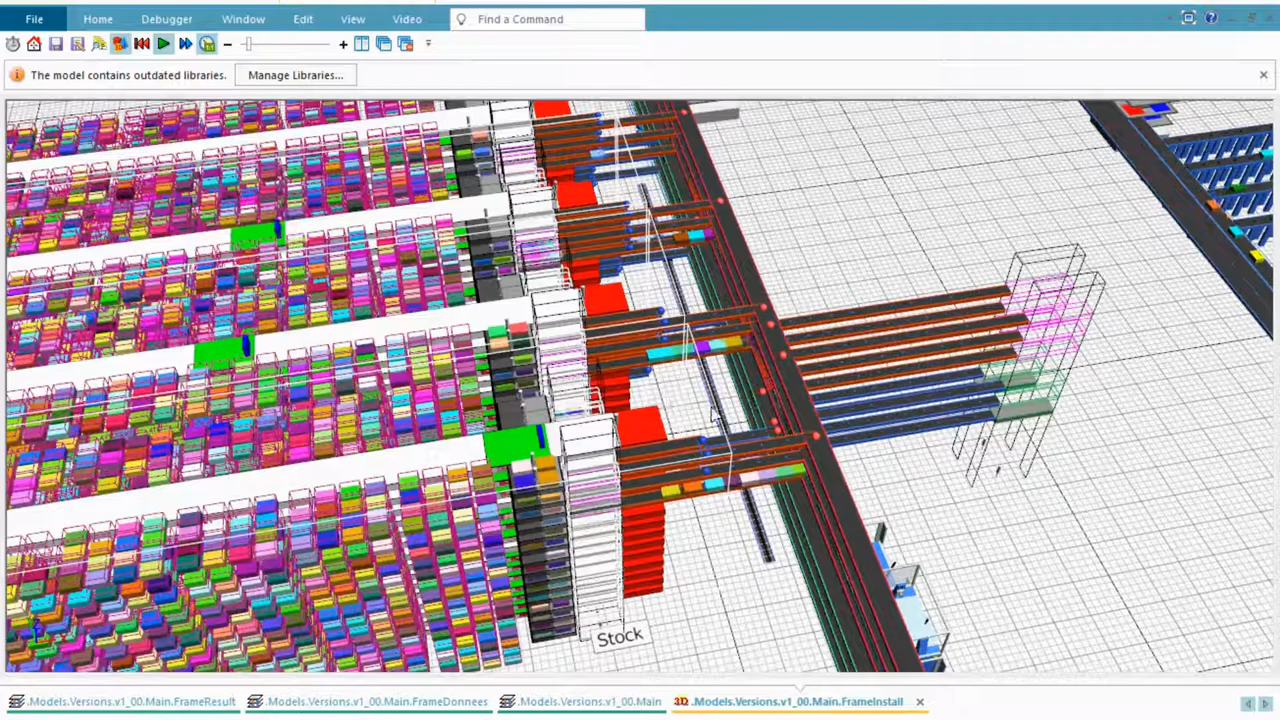 File Home Debugger Window Edit View Video Find a Command
The model contains outdated libraries. Manage Libraries...
Stock
.Models.Versions.v1_00.Main.FrameResult .Models.Versions.v1_00.Main.FrameDonnees .Models.Versions.v1_00.Main 3D .Models.Versions.v1_00.Main.FrameInstall